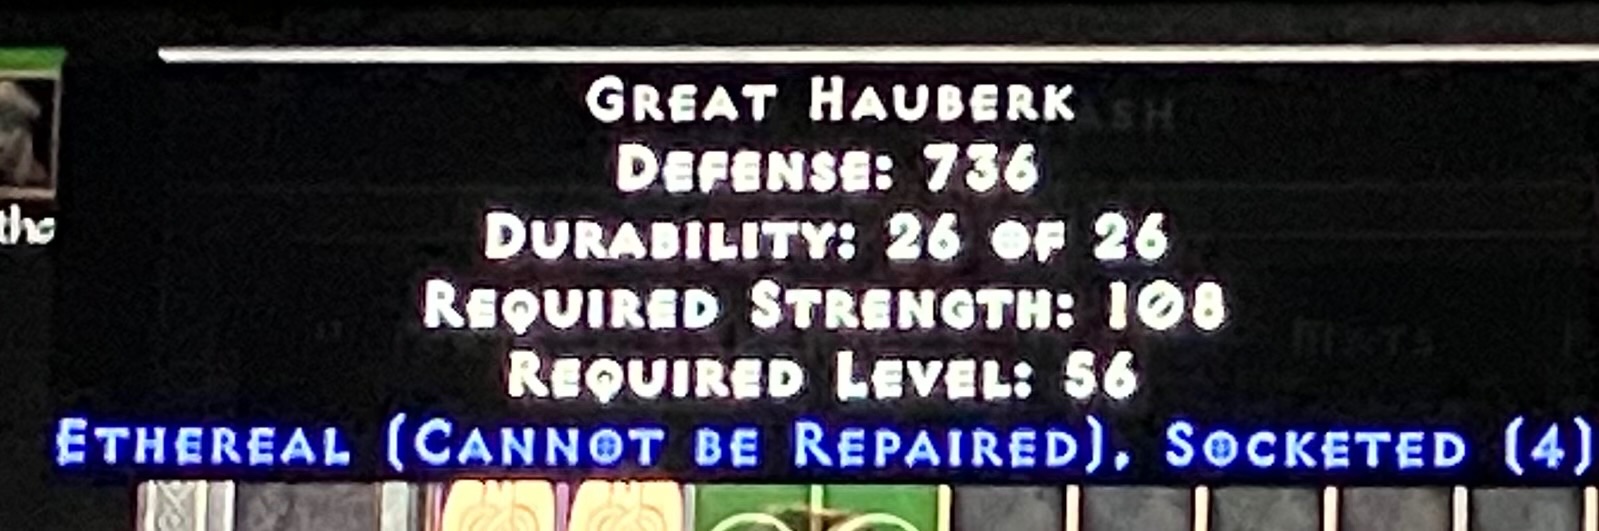 GREAT HAUBERK
DEFENSE: 736
the
DURABILITY: 26 OF 26
REQUIRED STRENGTH: 108
REQUIRED LEVEL: 56
ETHEREAL (CANNOT BE REPAIRED), SOCKETED (4)